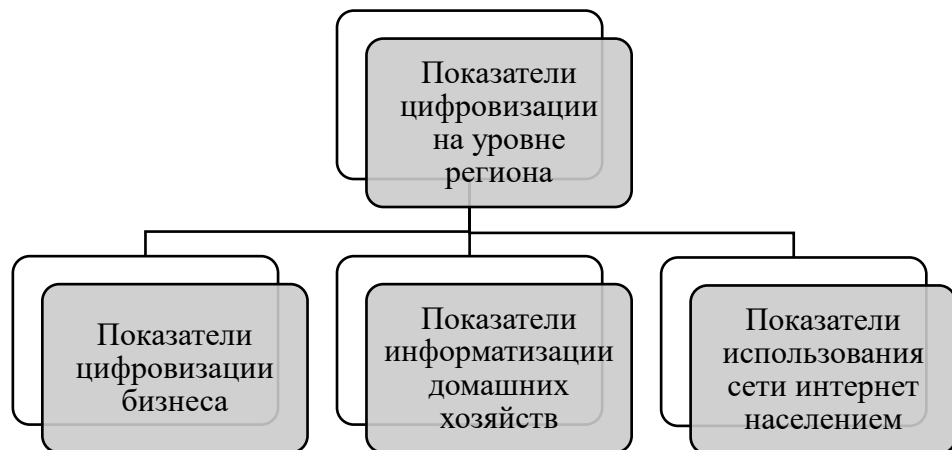 Показатели
цифровизации
на уровне
региона
Показатели
цифровизации
бизнеса
Показатели
информатизации
домашних
хозяйств
Показатели
использования
сети интернет
населением